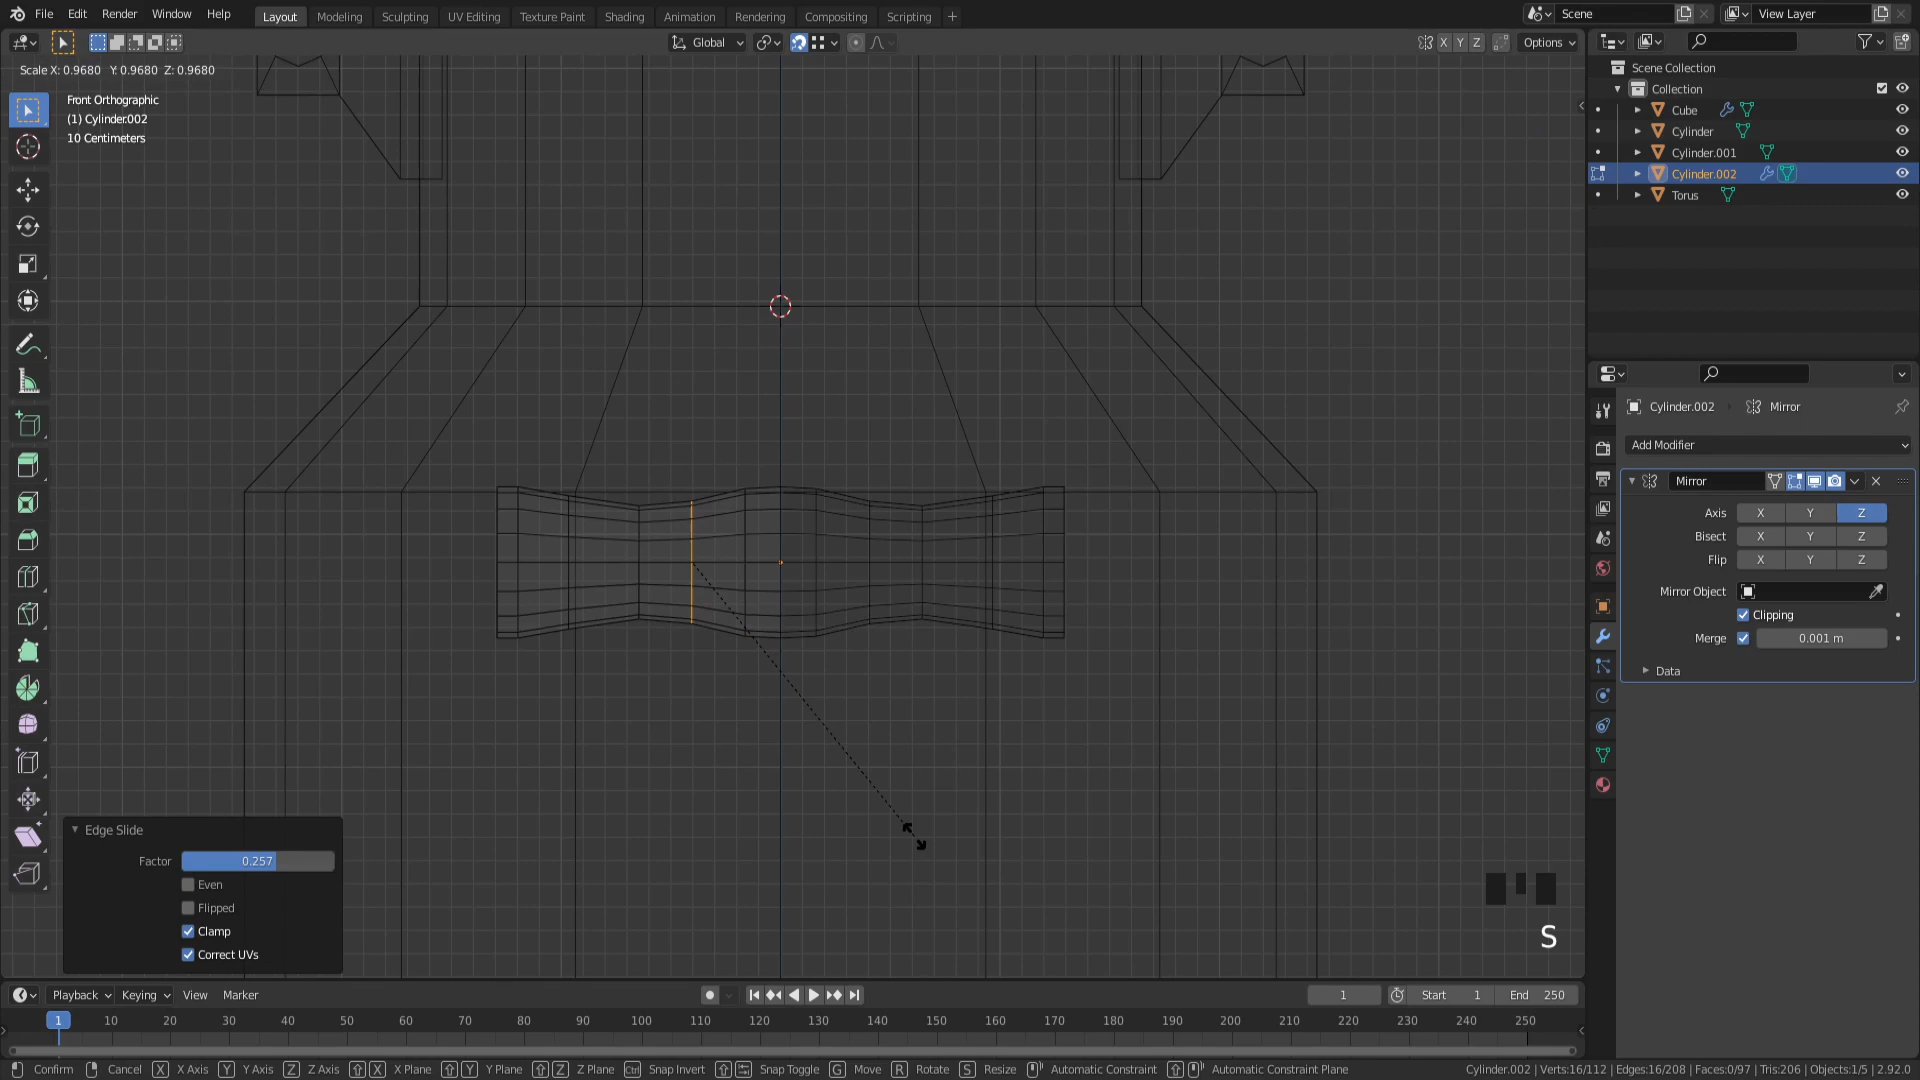 File Edit Render Window Help Layout Modeling Sculpting UV Editing Texture Paint Shading Animation Rendering Compositing Scripting + Scene View Layer
Global X Y Z Options
Scale X: 0.9680 Y: 0.9680 Z: 0.9680
Front Orthographic
(1) Cylinder.002
10 Centimeters
Scene Collection
Collection
Cube
Cylinder
Cylinder.001
Cylinder.002
Torus
Cylinder.002 Mirror
Add Modifier
Mirror
Axis X Y Z
Bisect X Y Z
Flip X Y Z
Mirror Object
Clipping
Merge 0.001 m
Data
Edge Slide
Factor 0.257
Even
Flipped
Clamp
Correct UVs
S
Playback Keying View Marker 1 Start 1 End 250
1 10 20 30 40 50 60 70 80 90 100 110 120 130 140 150 160 170 180 190 200 210 220 230 240 250
Confirm Cancel X X Axis Y Y Axis Z Z Axis X X Plane Y Y Plane Z Z Plane Ctrl Snap Invert Snap Toggle G Move R Rotate S Resize Automatic Constraint Automatic Constraint Plane Cylinder.002 | Verts:16/112 | Edges:16/208 | Faces:0/97 | Tris:206 | Objects:1/5 | 2.92.0